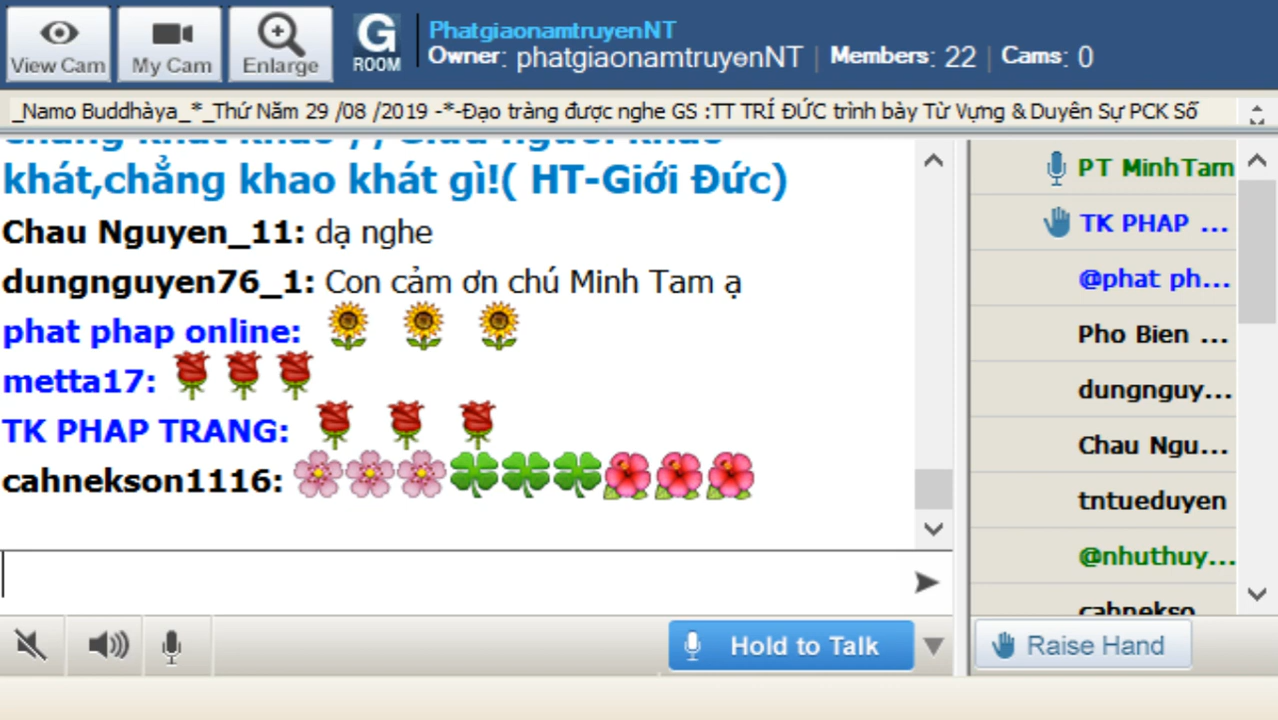 PhatgiaonamtruyenNT
Owner: phatgiaonamtruyenNT | Members: 22 | Cams: 0
View Cam
My Cam
Enlarge
G ROOM
_Namo Buddhàya_*_Thứ Năm 29 /08 /2019 -*-Đạo tràng được nghe GS :TT TRÍ ĐỨC trình bày Từ Vựng & Duyên Sự PCK Số
khát,chẳng khao khát gì!( HT-Giới Đức)
Chau Nguyen_11: dạ nghe
dungnguyen76_1: Con cảm ơn chú Minh Tam ạ
phat phap online:
metta17:
TK PHAP TRANG:
cahnekson1116:
PT MinhTam
TK PHAP ...
@phat ph...
Pho Bien ...
dungnguy...
Chau Ngu...
tntueduyen
@nhuthuy...
cahnekso
Hold to Talk
Raise Hand